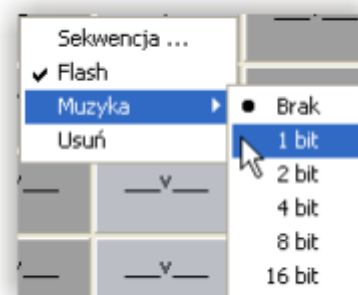 Sekwencja ...
Flash
Muzyka
Usuń
Brak
1 bit
2 bit
4 bit
8 bit
16 bit
v
v